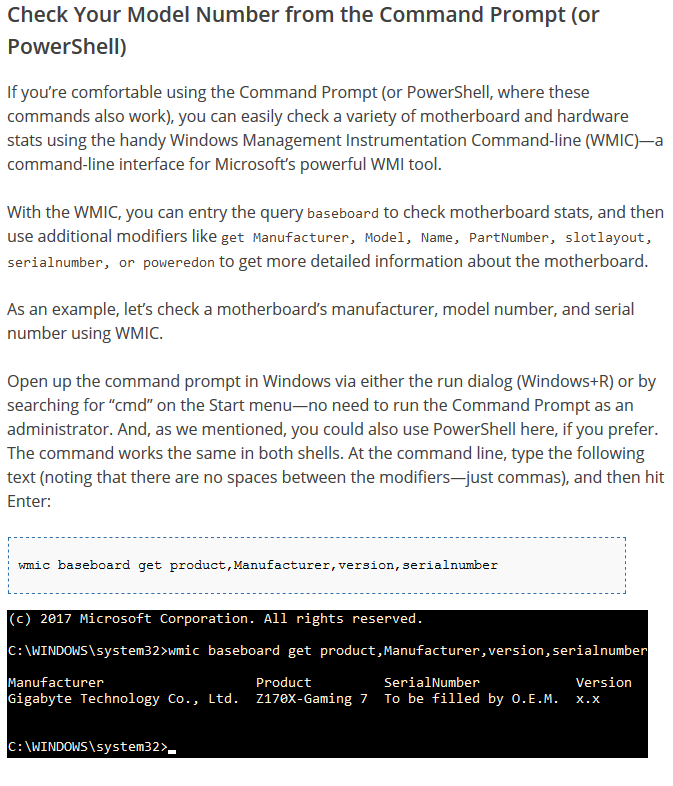 Check Your Model Number from the Command Prompt (or
PowerShell)
If you’re comfortable using the Command Prompt (or PowerShell, where these
commands also work), you can easily check a variety of motherboard and hardware
stats using the handy Windows Management Instrumentation Command-line (WMIC)—a
command-line interface for Microsoft’s powerful WMI tool.
With the WMIC, you can entry the query baseboard to check motherboard stats, and then
use additional modifiers like get Manufacturer, Model, Name, PartNumber, slotlayout,
serialnumber, or poweredon to get more detailed information about the motherboard.
As an example, let’s check a motherboard’s manufacturer, model number, and serial
number using WMIC.
Open up the command prompt in Windows via either the run dialog (Windows+R) or by
searching for “cmd” on the Start menu—no need to run the Command Prompt as an
administrator. And, as we mentioned, you could also use PowerShell here, if you prefer.
The command works the same in both shells. At the command line, type the following
text (noting that there are no spaces between the modifiers—just commas), and then hit
Enter:
wmic baseboard get product,Manufacturer,version,serialnumber
(c) 2017 Microsoft Corporation. All rights reserved.
C:\WINDOWS\system32>wmic baseboard get product,Manufacturer,version,serialnumber
Manufacturer Product SerialNumber Version
Gigabyte Technology Co., Ltd. Z170X-Gaming 7 To be filled by O.E.M. x.x
C:\WINDOWS\system32>_